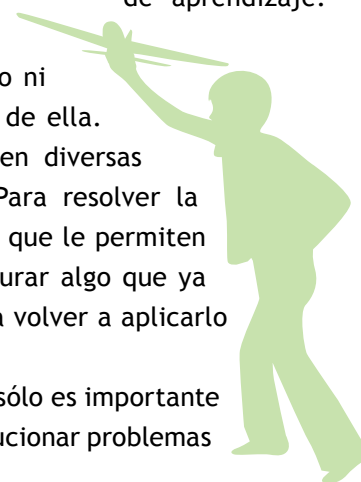 de aprendizaje.
o ni
de ella.
en diversas
Para resolver la
que le permiten
urar algo que ya
a volver a aplicarlo
sólo es importante
ucionar problemas